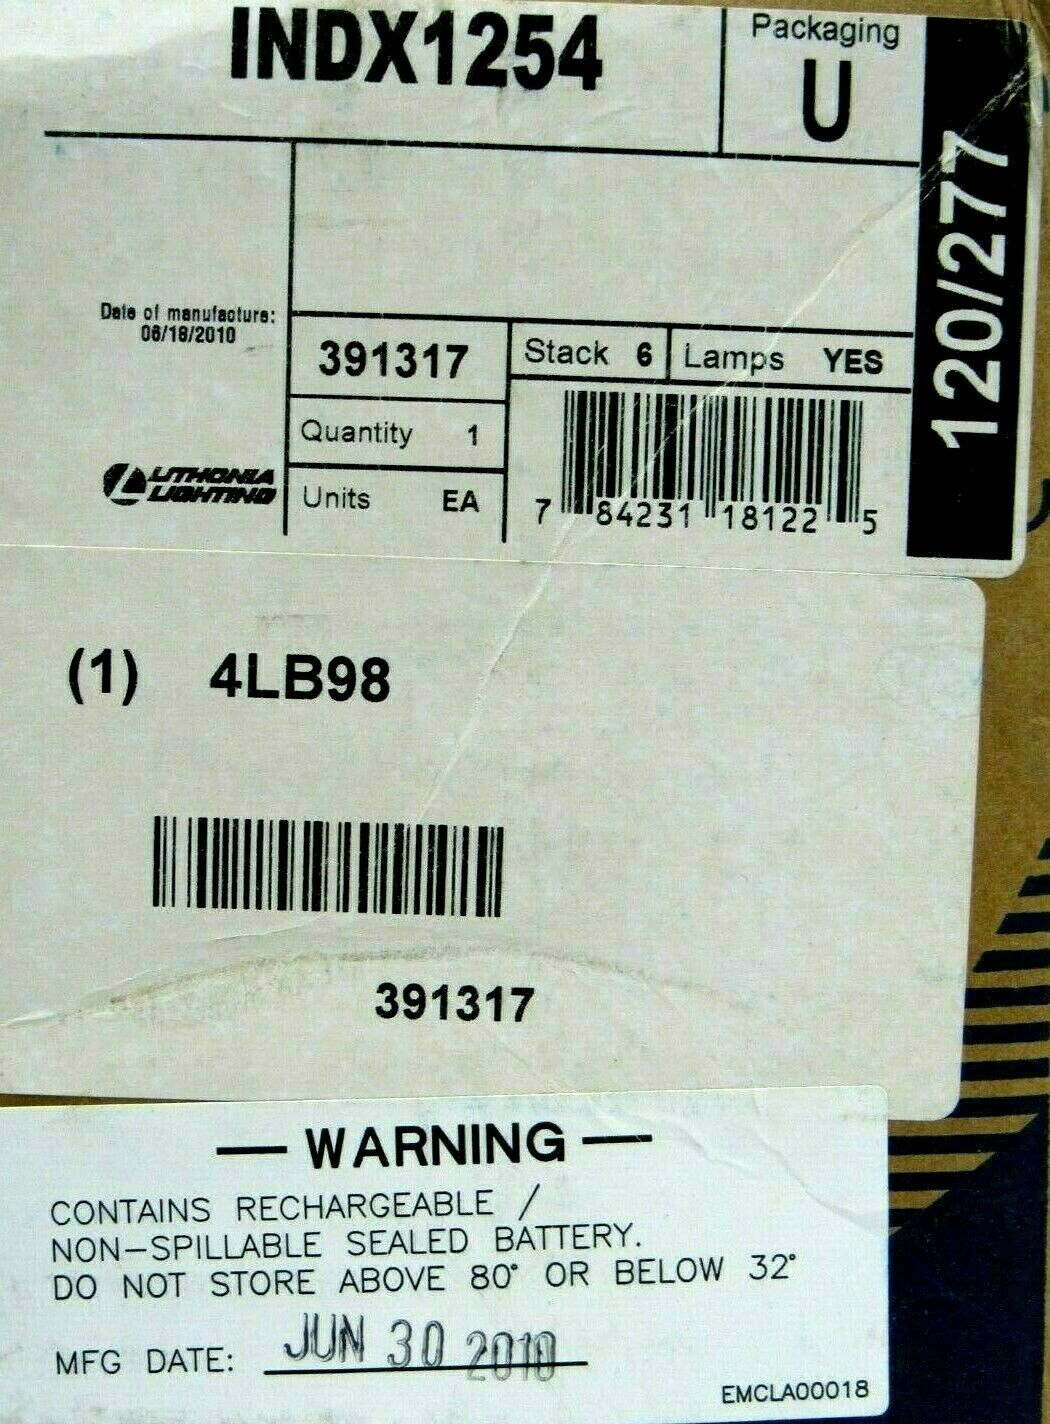 INDX1254
Packaging
U
120/277
Date of manufacture:
06/18/2010
391317
Stack 6
Lamps YES
Quantity 1
Units EA
LITHONIA
LIGHTING
7 84231 18122 5
(1) 4LB98
391317
— WARNING —
CONTAINS RECHARGEABLE /
NON-SPILLABLE SEALED BATTERY.
DO NOT STORE ABOVE 80° OR BELOW 32°
MFG DATE: JUN 30 2010
EMCLA00018